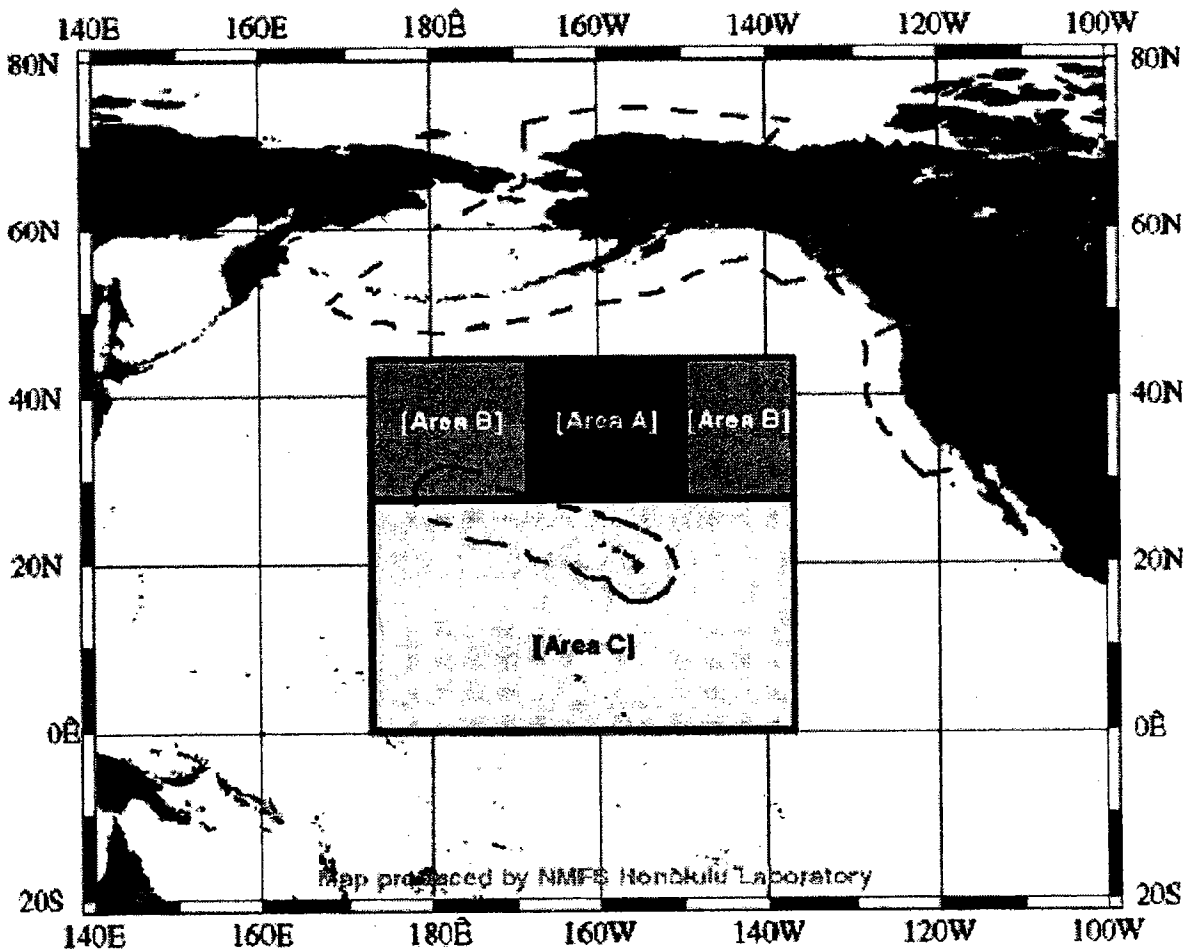 140E 160E 180Ê 160W 140W 120W 100W
80N 80N
60N 60N
40N 40N
[Area B] [Area A] [Area B]
20N 20N
[Area C]
0Ê 0Ê
Map produced by NMFS Honolulu Laboratory
20S 20S
140E 160E 180Ê 160W 140W 120W 100W